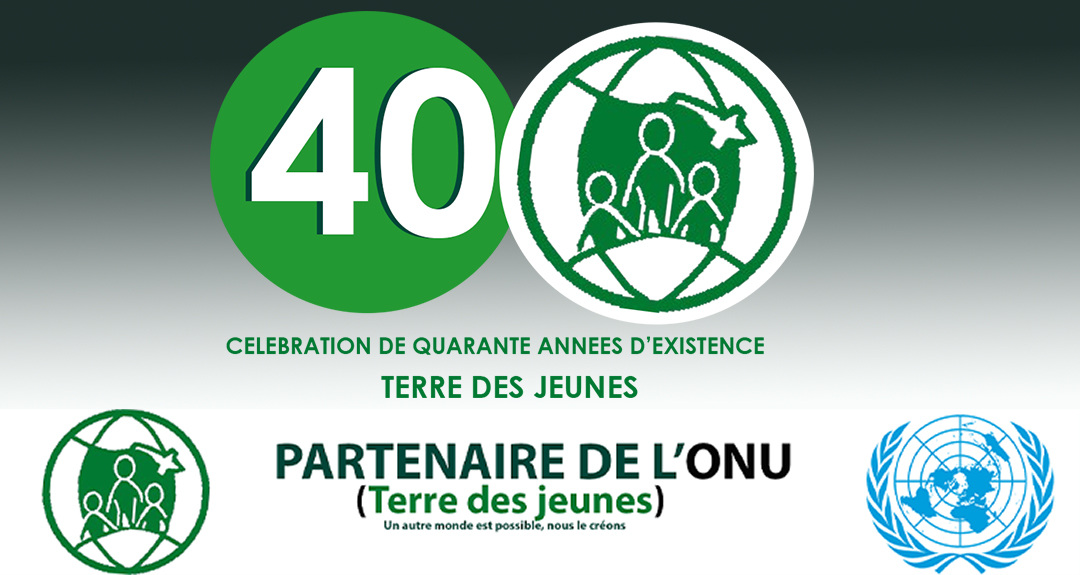 40
CELEBRATION DE QUARANTE ANNEES D’EXISTENCE
TERRE DES JEUNES
PARTENAIRE DE L’ONU
(Terre des jeunes)
Un autre monde est possible, nous le créons